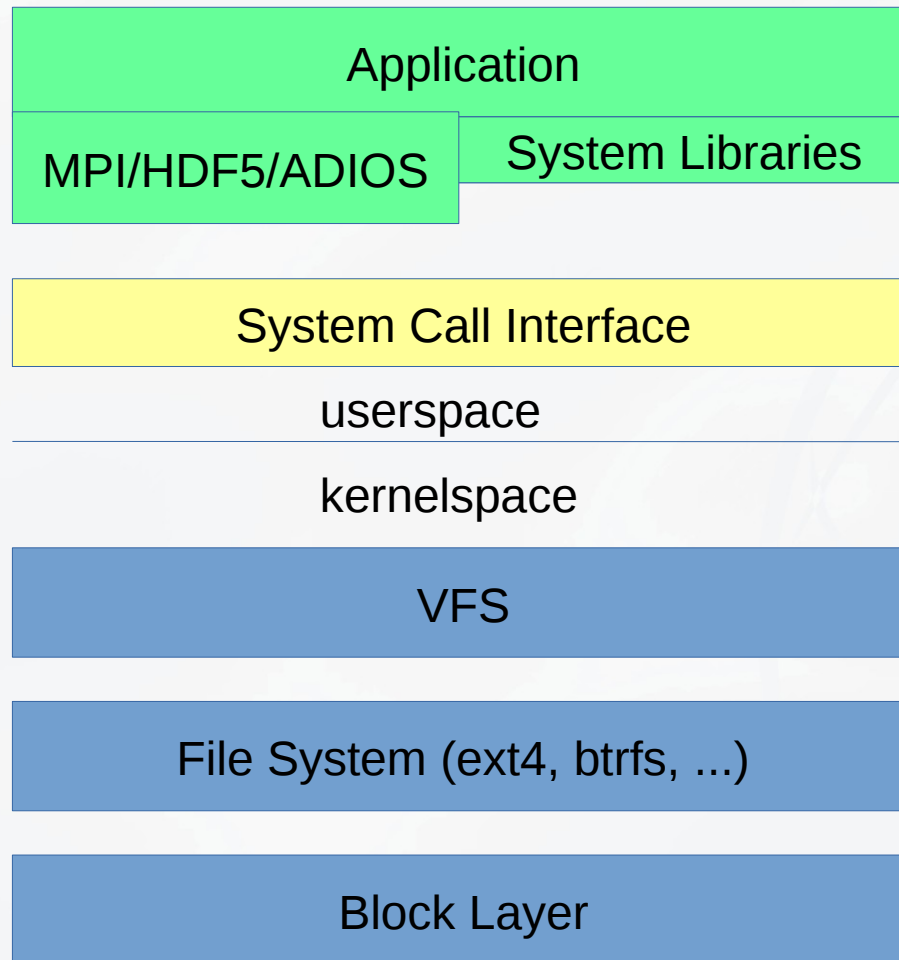 Application
MPI/HDF5/ADIOS
System Libraries
System Call Interface
userspace
kernelspace
VFS
File System (ext4, btrfs, ...)
Block Layer